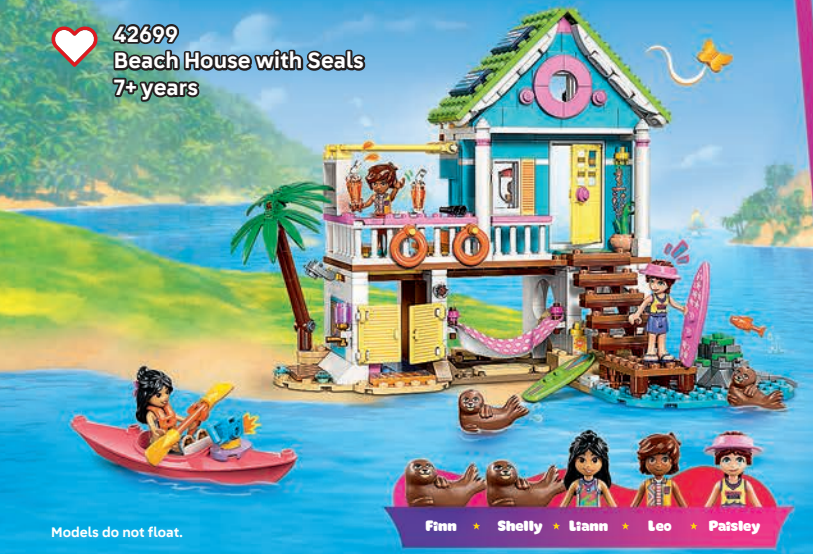 42699
Beach House with Seals
7+ years
Models do not float.
Finn ★ Shelly ★ Liann ★ Leo ★ Paisley